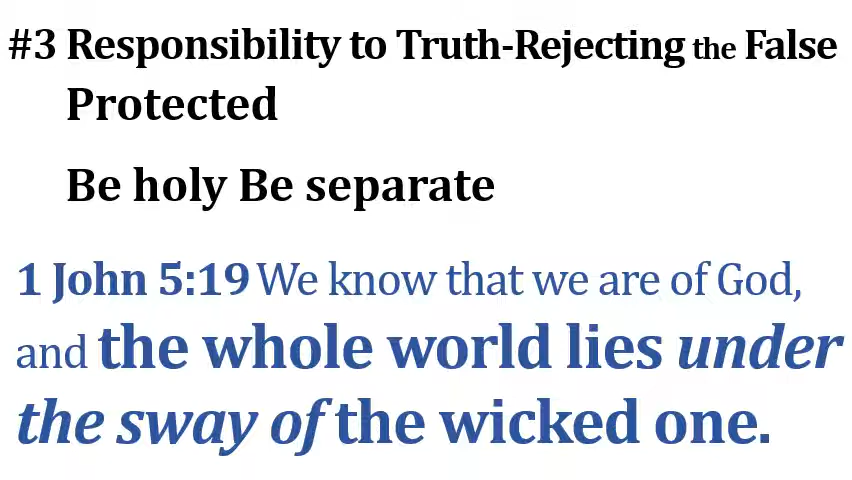 #3 Responsibility to Truth-Rejecting the False
Protected
Be holy Be separate
1 John 5:19 We know that we are of God,
and the whole world lies under
the sway of the wicked one.